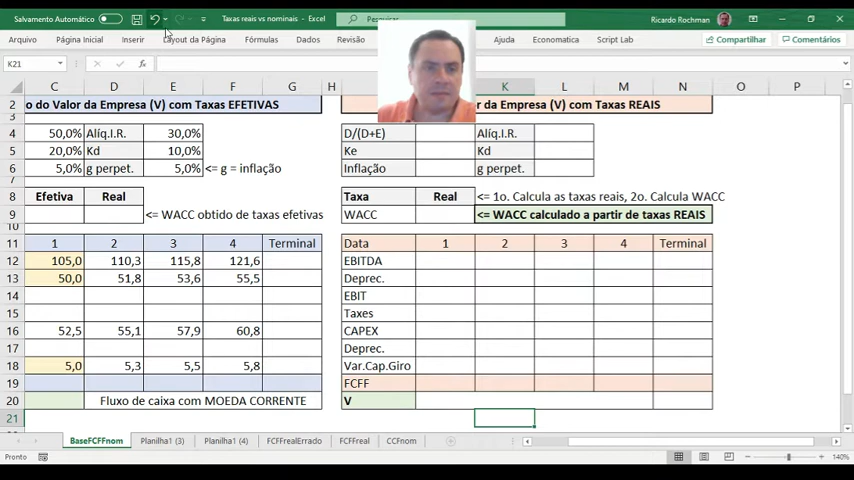 Salvamento Automático Taxas reais vs nominais - Excel Pesquisar Ricardo Rochman
Arquivo Página Inicial Inserir Layout da Página Fórmulas Dados Revisão Ajuda Economatica Script Lab Compartilhar Comentários
K21 fx
C D E F G H K L M N O P
2 o do Valor da Empresa (V) com Taxas EFETIVAS or da Empresa (V) com Taxas REAIS
3
4 50,0% Alíq.I.R. 30,0% D/(D+E) Alíq.I.R.
5 20,0% Kd 10,0% Ke Kd
6 5,0% g perpet. 5,0% <= g = inflação Inflação g perpet.
7
8 Efetiva Real Taxa Real <= 1o. Calcula as taxas reais, 2o. Calcula WACC
9 <= WACC obtido de taxas efetivas WACC <= WACC calculado a partir de taxas REAIS
10
11 1 2 3 4 Terminal Data 1 2 3 4 Terminal
12 105,0 110,3 115,8 121,6 EBITDA
13 50,0 51,8 53,6 55,5 Deprec.
14 EBIT
15 Taxes
16 52,5 55,1 57,9 60,8 CAPEX
17 Deprec.
18 5,0 5,3 5,5 5,8 Var.Cap.Giro
19 FCFF
20 Fluxo de caixa com MOEDA CORRENTE V
21
BaseFCFFnom Planilha1 (3) Planilha1 (4) FCFFrealErrado FCFFreal CCFnom
Pronto 140%